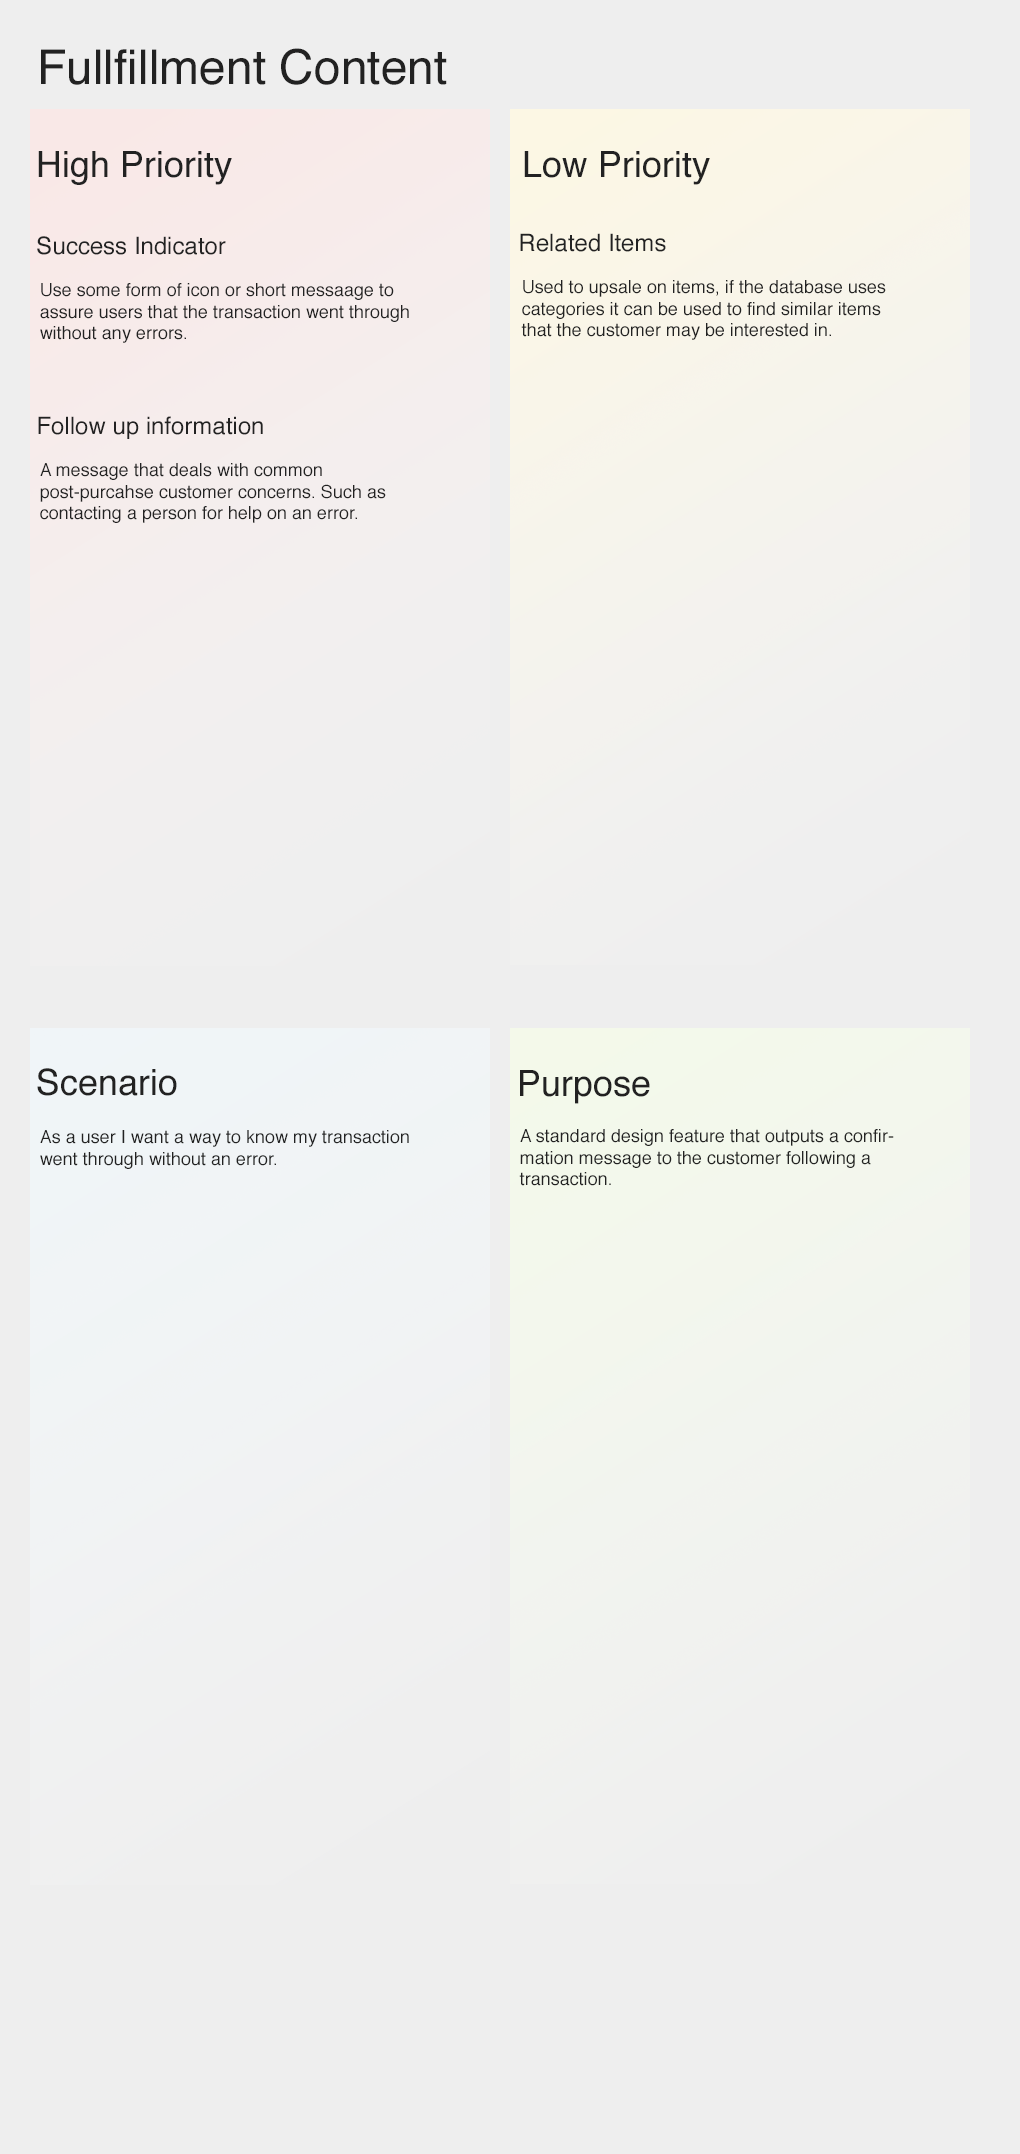 Fullfillment Content
High Priority
Success Indicator
Use some form of icon or short messaage to
assure users that the transaction went through
without any errors.
Follow up information
A message that deals with common
post-purcahse customer concerns. Such as
contacting a person for help on an error.
Low Priority
Related Items
Used to upsale on items, if the database uses
categories it can be used to find similar items
that the customer may be interested in.
Scenario
As a user I want a way to know my transaction
went through without an error.
Purpose
A standard design feature that outputs a confir-
mation message to the customer following a
transaction.